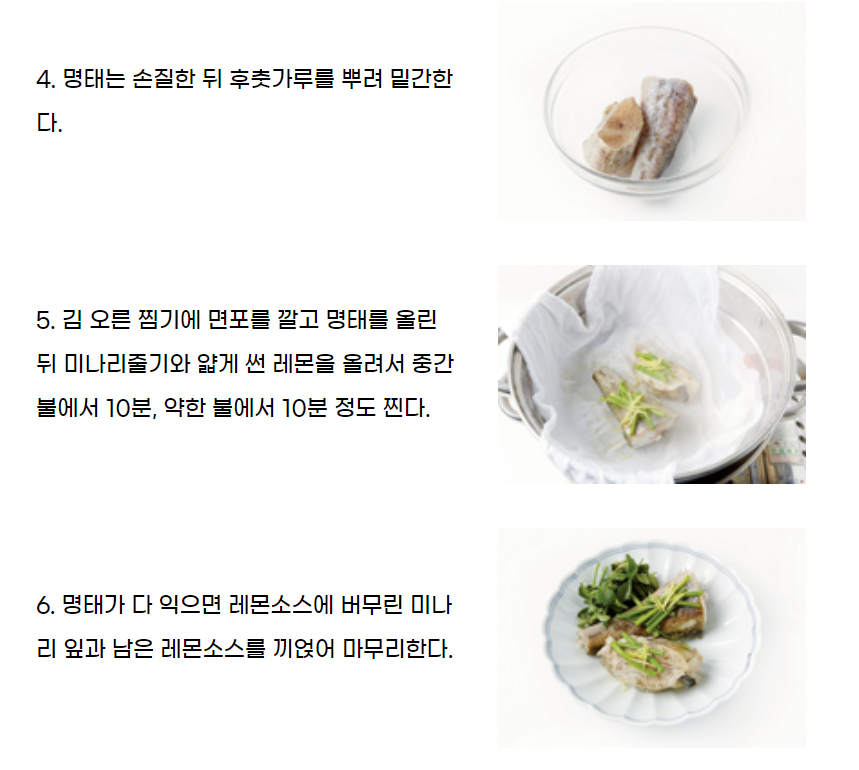 4. 명태는 손질한 뒤 후춧가루를 뿌려 밑간한
다.
5. 김 오른 찜기에 면포를 깔고 명태를 올린
뒤 미나리줄기와 얇게 썬 레몬을 올려서 중간
불에서 10분, 약한 불에서 10분 정도 찐다.
6. 명태가 다 익으면 레몬소스에 버무린 미나
리 잎과 남은 레몬소스를 끼얹어 마무리한다.